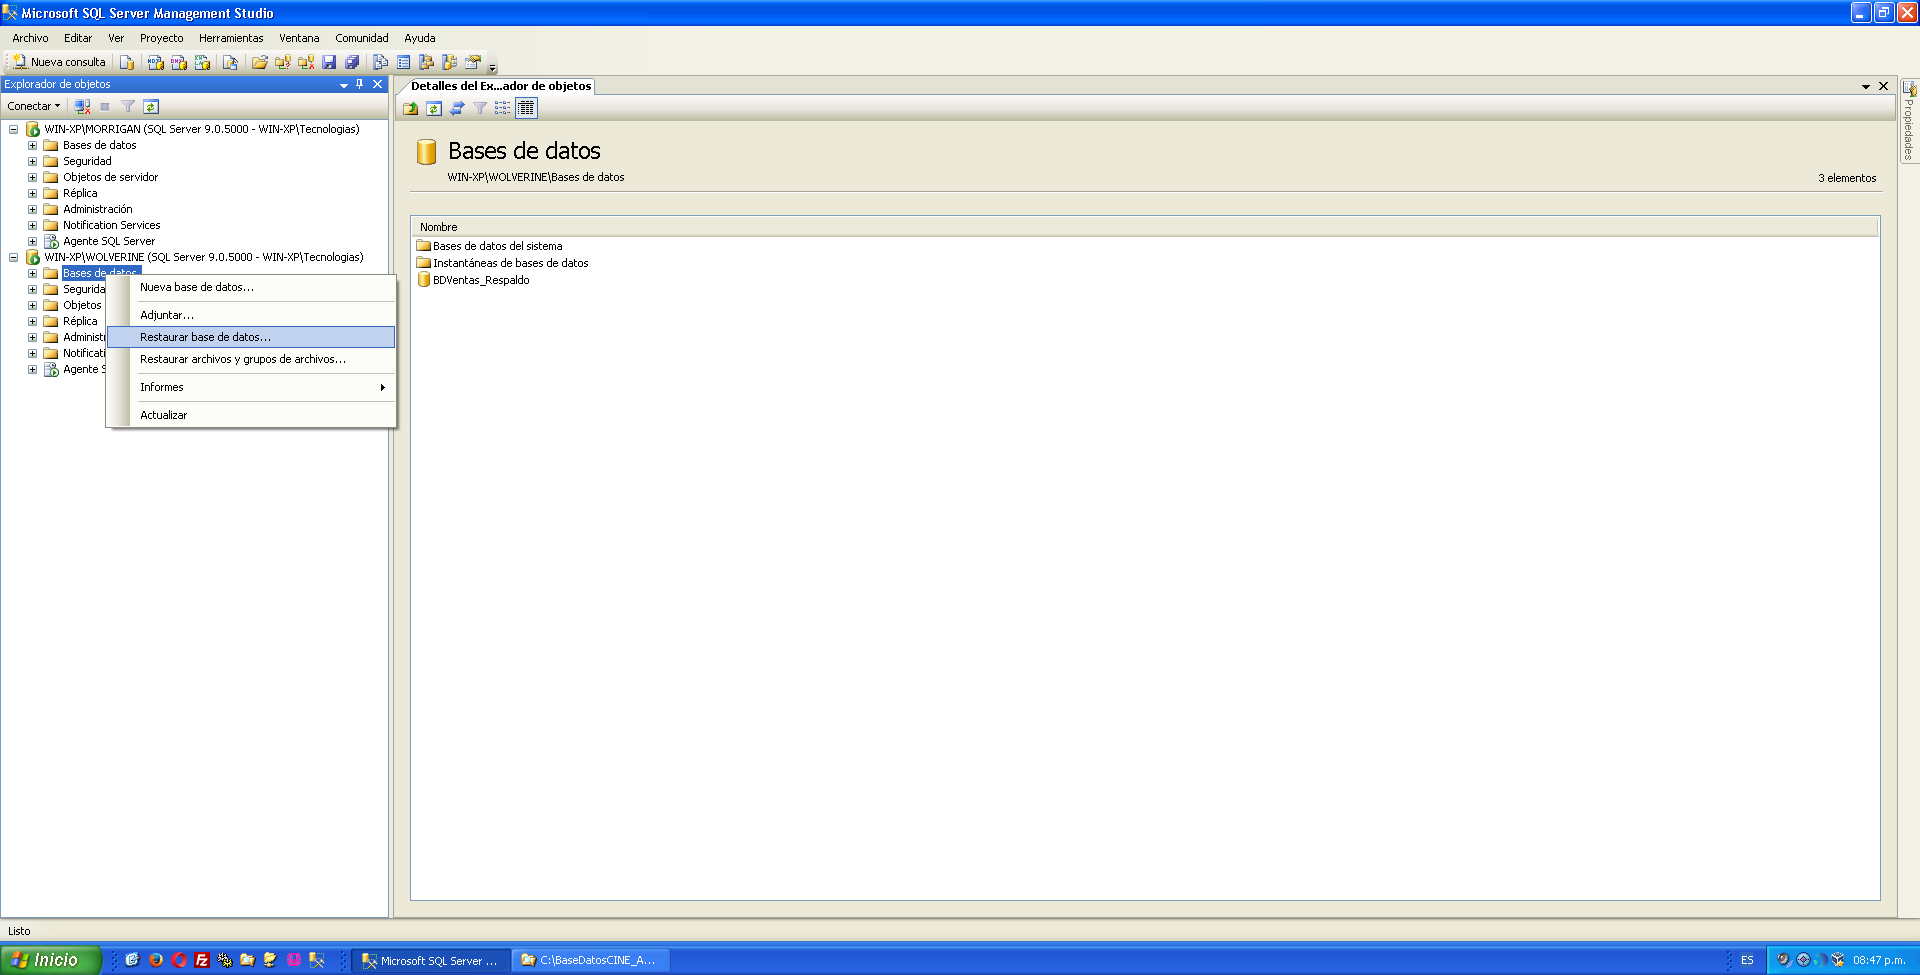 Microsoft SQL Server Management Studio
Archivo Editar Ver Proyecto Herramientas Ventana Comunidad Ayuda
Nueva consulta
Explorador de objetos
Conectar
WIN-XP\MORRIGAN (SQL Server 9.0.5000 - WIN-XP\Tecnologias)
Bases de datos
Seguridad
Objetos de servidor
Réplica
Administración
Notification Services
Agente SQL Server
WIN-XP\WOLVERINE (SQL Server 9.0.5000 - WIN-XP\Tecnologias)
Bases de datos
Segurida
Objetos
Réplica
Administr
Notificati
Agente S
Nueva base de datos...
Adjuntar...
Restaurar base de datos...
Restaurar archivos y grupos de archivos...
Informes
Actualizar
Detalles del Ex...ador de objetos
Bases de datos
WIN-XP\WOLVERINE\Bases de datos
3 elementos
Nombre
Bases de datos del sistema
Instantáneas de bases de datos
BDVentas_Respaldo
Propiedades
Listo
Inicio
Microsoft SQL Server ...
C:\BaseDatosCINE_A...
ES
08:47 p.m.